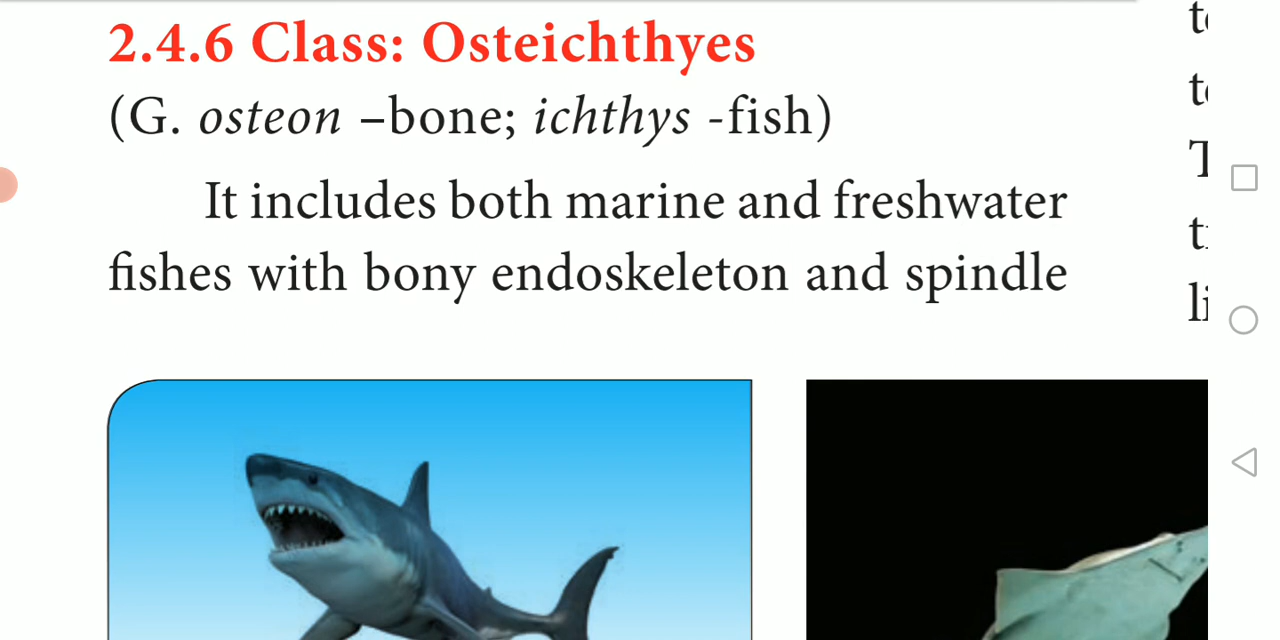 2.4.6 Class: Osteichthyes
(G. osteon –bone; ichthys -fish)
It includes both marine and freshwater
fishes with bony endoskeleton and spindle